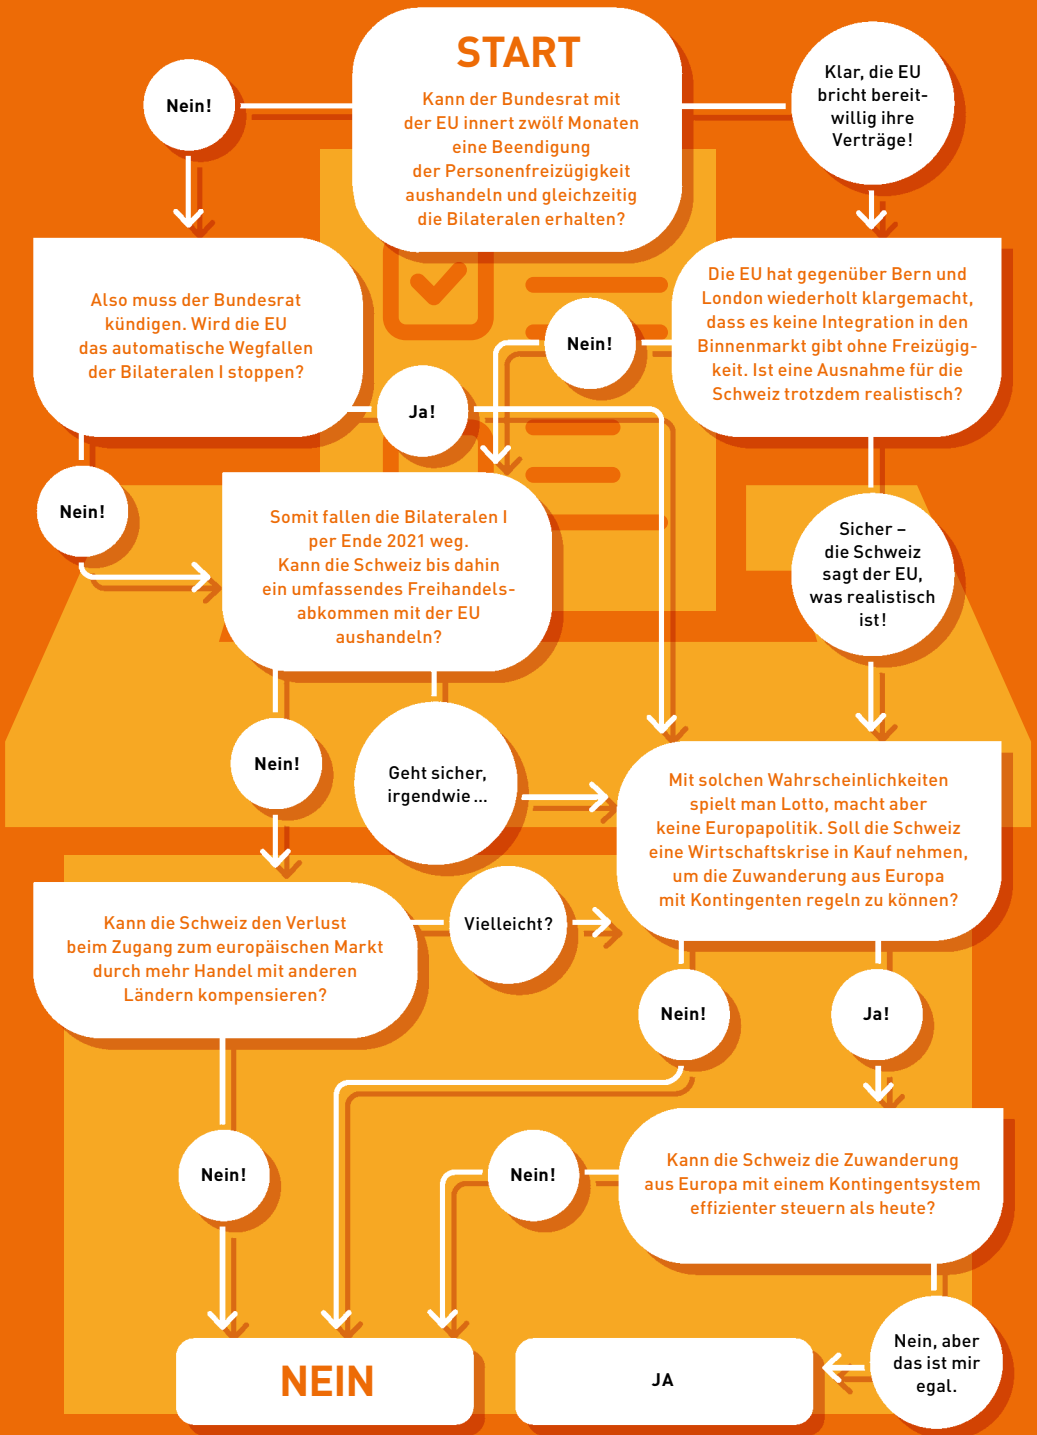 START
Kann der Bundesrat mit
der EU innert zwölf Monaten
eine Beendigung
der Personenfreizügigkeit
aushandeln und gleichzeitig
die Bilateralen erhalten?
Nein!
Klar, die EU
bricht bereit-
willig ihre
Verträge!
Also muss der Bundesrat
kündigen. Wird die EU
das automatische Wegfallen
der Bilateralen I stoppen?
Die EU hat gegenüber Bern und
London wiederholt klargemacht,
dass es keine Integration in den
Binnenmarkt gibt ohne Freizügig-
keit. Ist eine Ausnahme für die
Schweiz trotzdem realistisch?
Nein!
Ja!
Nein!
Somit fallen die Bilateralen I
per Ende 2021 weg.
Kann die Schweiz bis dahin
ein umfassendes Freihandels-
abkommen mit der EU
aushandeln?
Sicher –
die Schweiz
sagt der EU,
was realistisch
ist!
Nein!
Geht sicher,
irgendwie ...
Mit solchen Wahrscheinlichkeiten
spielt man Lotto, macht aber
keine Europapolitik. Soll die Schweiz
eine Wirtschaftskrise in Kauf nehmen,
um die Zuwanderung aus Europa
mit Kontingenten regeln zu können?
Kann die Schweiz den Verlust
beim Zugang zum europäischen Markt
durch mehr Handel mit anderen
Ländern kompensieren?
Vielleicht?
Nein!
Ja!
Nein!
Nein!
Kann die Schweiz die Zuwanderung
aus Europa mit einem Kontingentsystem
effizienter steuern als heute?
Nein, aber
das ist mir
egal.
NEIN
JA